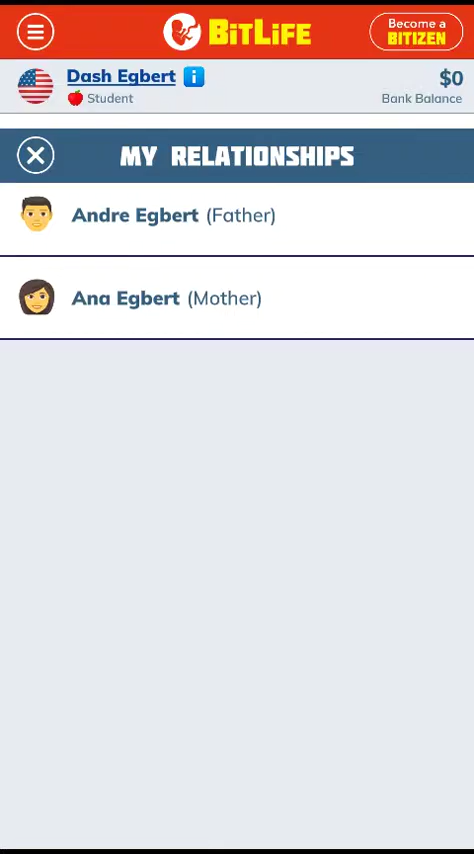 Become a
BITLIFE
BITIZEN
Dash Egbert
$0
Student
Bank Balance
MY RELATIONSHIPS
Andre Egbert (Father)
Ana Egbert (Mother)